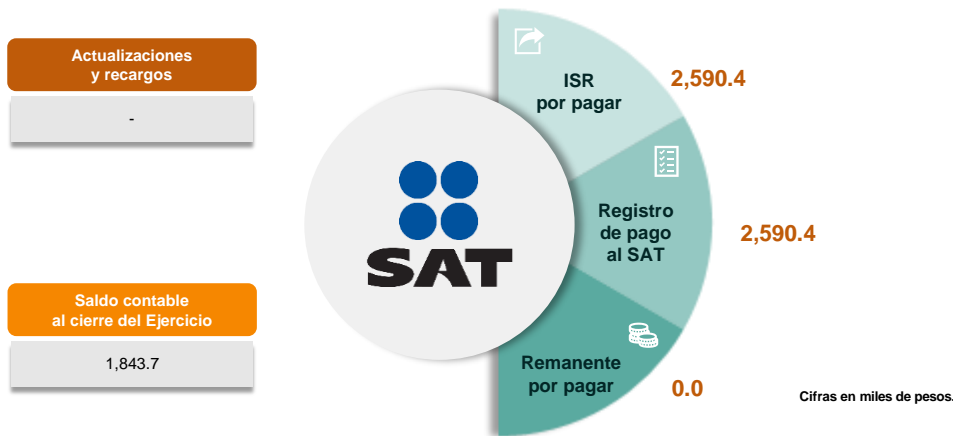 Actualizaciones
y recargos
-
Saldo contable
al cierre del Ejercicio
1,843.7
SAT
ISR
por pagar
2,590.4
Registro
de pago
al SAT
2,590.4
Remanente
por pagar
0.0
Cifras en miles de pesos.